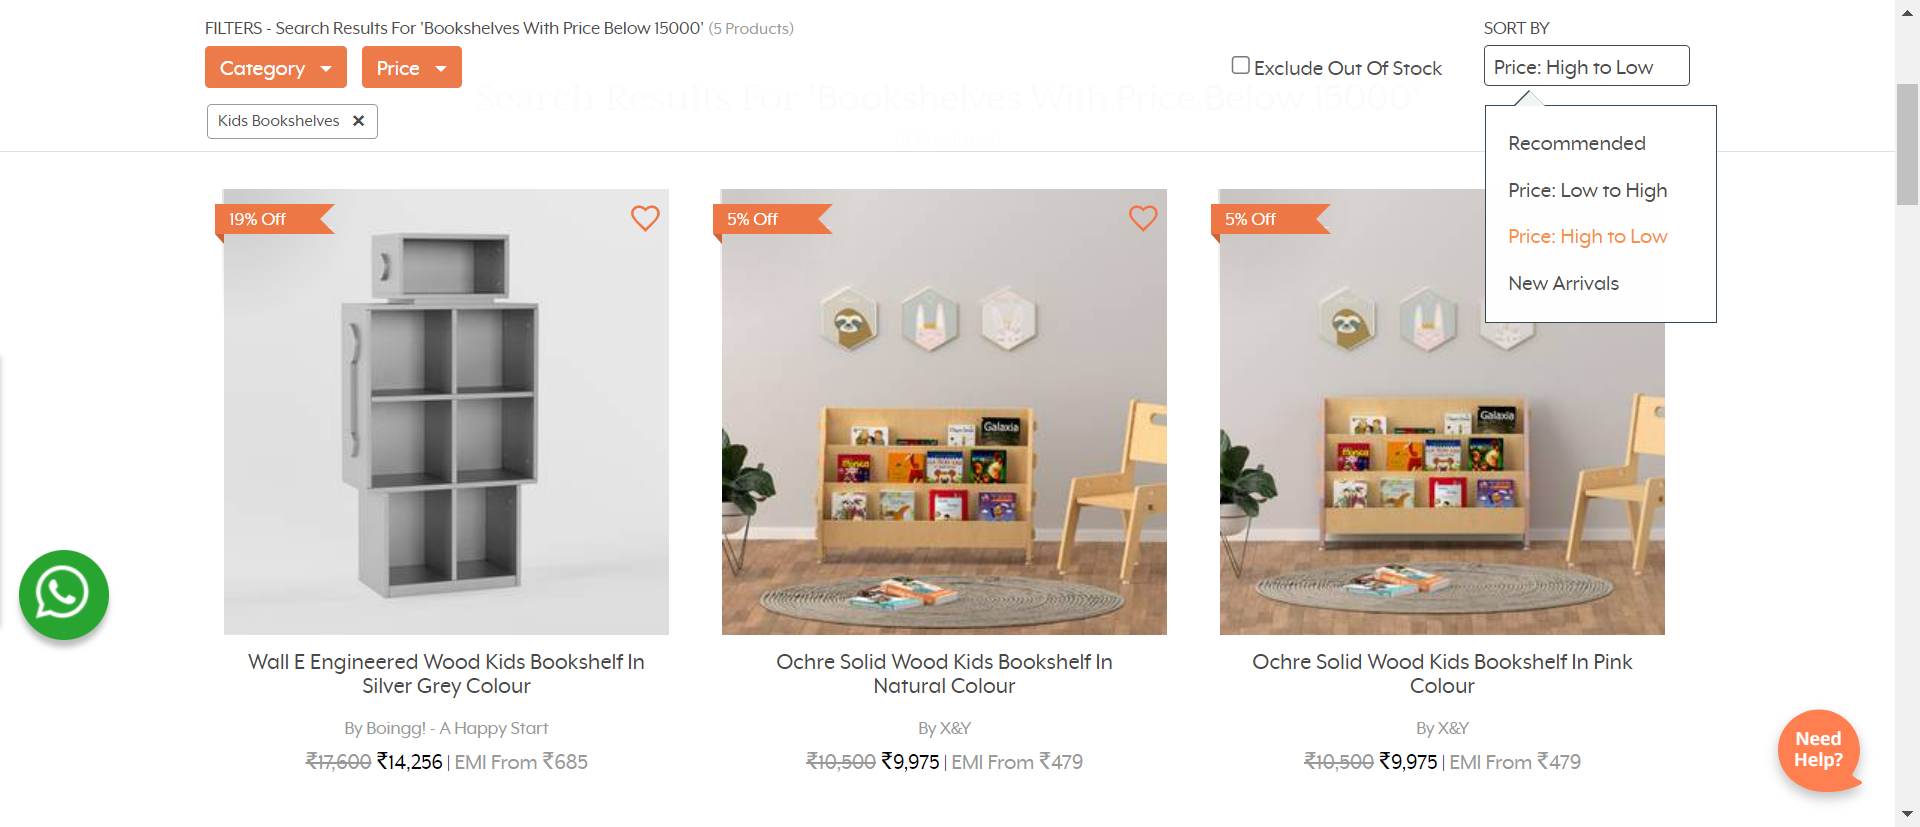 FILTERS - Search Results For 'Bookshelves With Price Below 15000' (5 Products)
SORT BY
Category
Price
Exclude Out Of Stock
Price: High to Low
Search Results For 'Bookshelves With Price Below 15000'
Kids Bookshelves ✕
Recommended
Price: Low to High
Price: High to Low
New Arrivals
19% Off
5% Off
5% Off
Galaxia
Galaxia
Wall E Engineered Wood Kids Bookshelf In
Silver Grey Colour
By Boingg! - A Happy Start
₹17,600 ₹14,256 | EMI From ₹685
Ochre Solid Wood Kids Bookshelf In
Natural Colour
By X&Y
₹10,500 ₹9,975 | EMI From ₹479
Ochre Solid Wood Kids Bookshelf In Pink
Colour
By X&Y
₹10,500 ₹9,975 | EMI From ₹479
Need
Help?